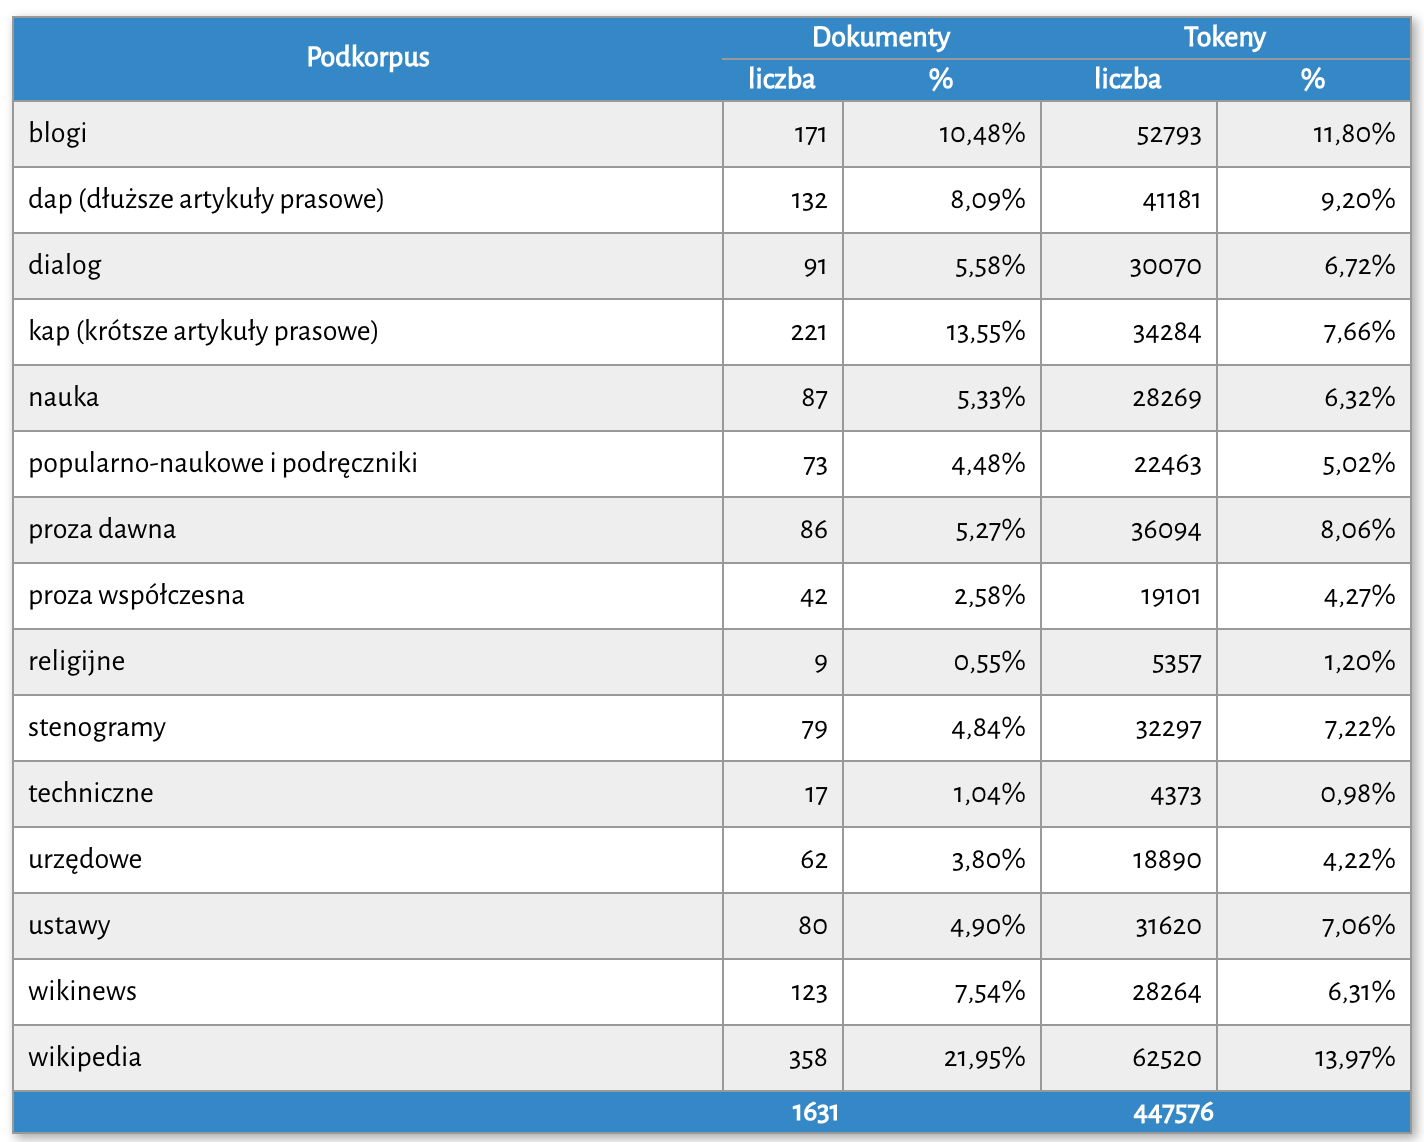 Podkorpus Dokumenty Tokeny
liczba % liczba %
blogi 171 10,48% 52793 11,80%
dap (dłuższe artykuły prasowe) 132 8,09% 41181 9,20%
dialog 91 5,58% 30070 6,72%
kap (krótsze artykuły prasowe) 221 13,55% 34284 7,66%
nauka 87 5,33% 28269 6,32%
popularno-naukowe i podręczniki 73 4,48% 22463 5,02%
proza dawna 86 5,27% 36094 8,06%
proza współczesna 42 2,58% 19101 4,27%
religijne 9 0,55% 5357 1,20%
stenogramy 79 4,84% 32297 7,22%
techniczne 17 1,04% 4373 0,98%
urzędowe 62 3,80% 18890 4,22%
ustawy 80 4,90% 31620 7,06%
wikinews 123 7,54% 28264 6,31%
wikipedia 358 21,95% 62520 13,97%
1631 447576